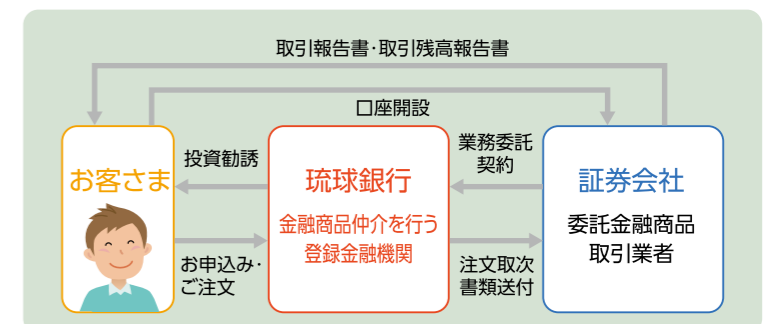 取引報告書・取引残高報告書
口座開設
お客さま
投資勧誘
お申込み・
ご注文
琉球銀行
金融商品仲介を行う
登録金融機関
業務委託
契約
注文取次
書類送付
証券会社
委託金融商品
取引業者